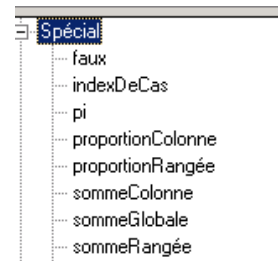 Spécial
faux
indexDeCas
pi
proportionColonne
proportionRangée
sommeColonne
sommeGlobale
sommeRangée